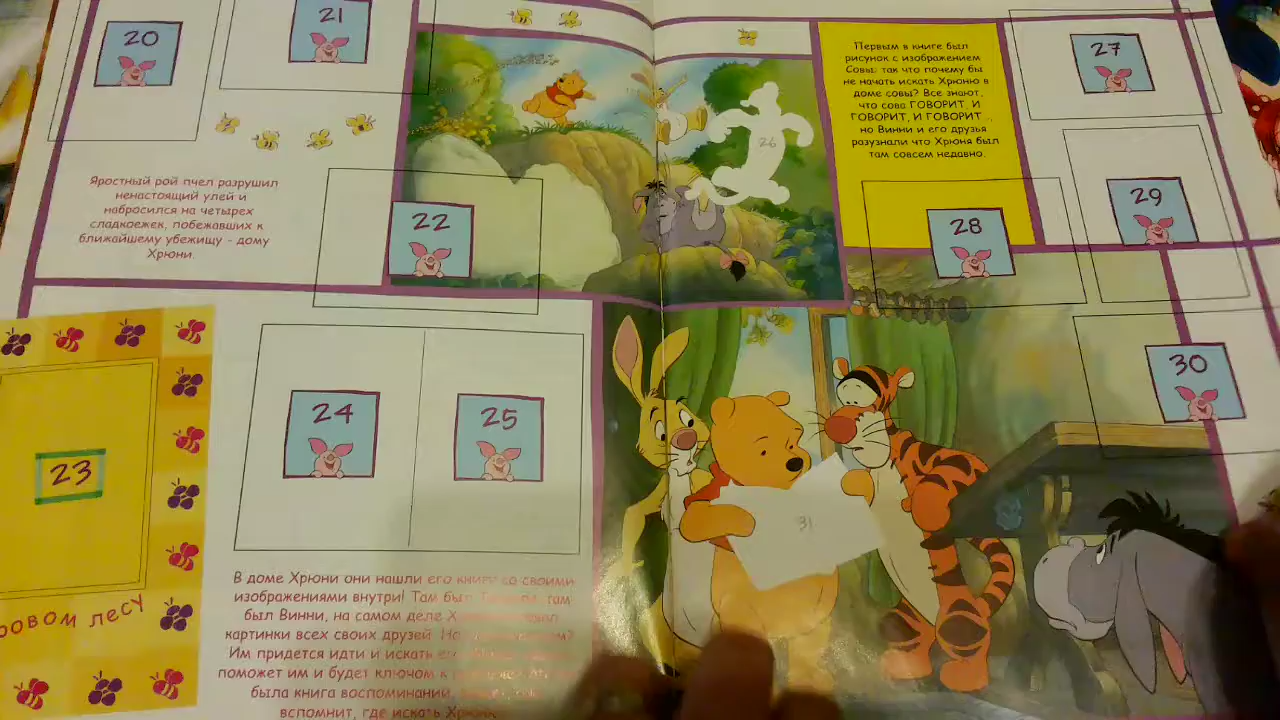 20
21
Яростный рой пчел разрушил
ненастоящий улей и
набросился на четырех
сладкоежек, побежавших к
ближайшему убежищу - дому
Хрюни.
22
26
Первым в книге был
рисунок с изображением
Совы: так что почему бы
не начать искать Хрюню в
доме совы? Все знают,
что сова ГОВОРИТ, И
ГОВОРИТ, И ГОВОРИТ...,
но Винни и его друзья
разузнали что Хрюня был
там совсем недавно.
27
28
29
30
23
РОВОМ ЛЕСУ
24
25
В доме Хрюни они нашли его книгу со своими
изображениями внутри! Там был там
был Винни, на самом деле
картинки всех своих друзей.
Им придется идти и искать
поможет им и будет ключом к
была книга воспоминаний,
вспомнит, где искать
31